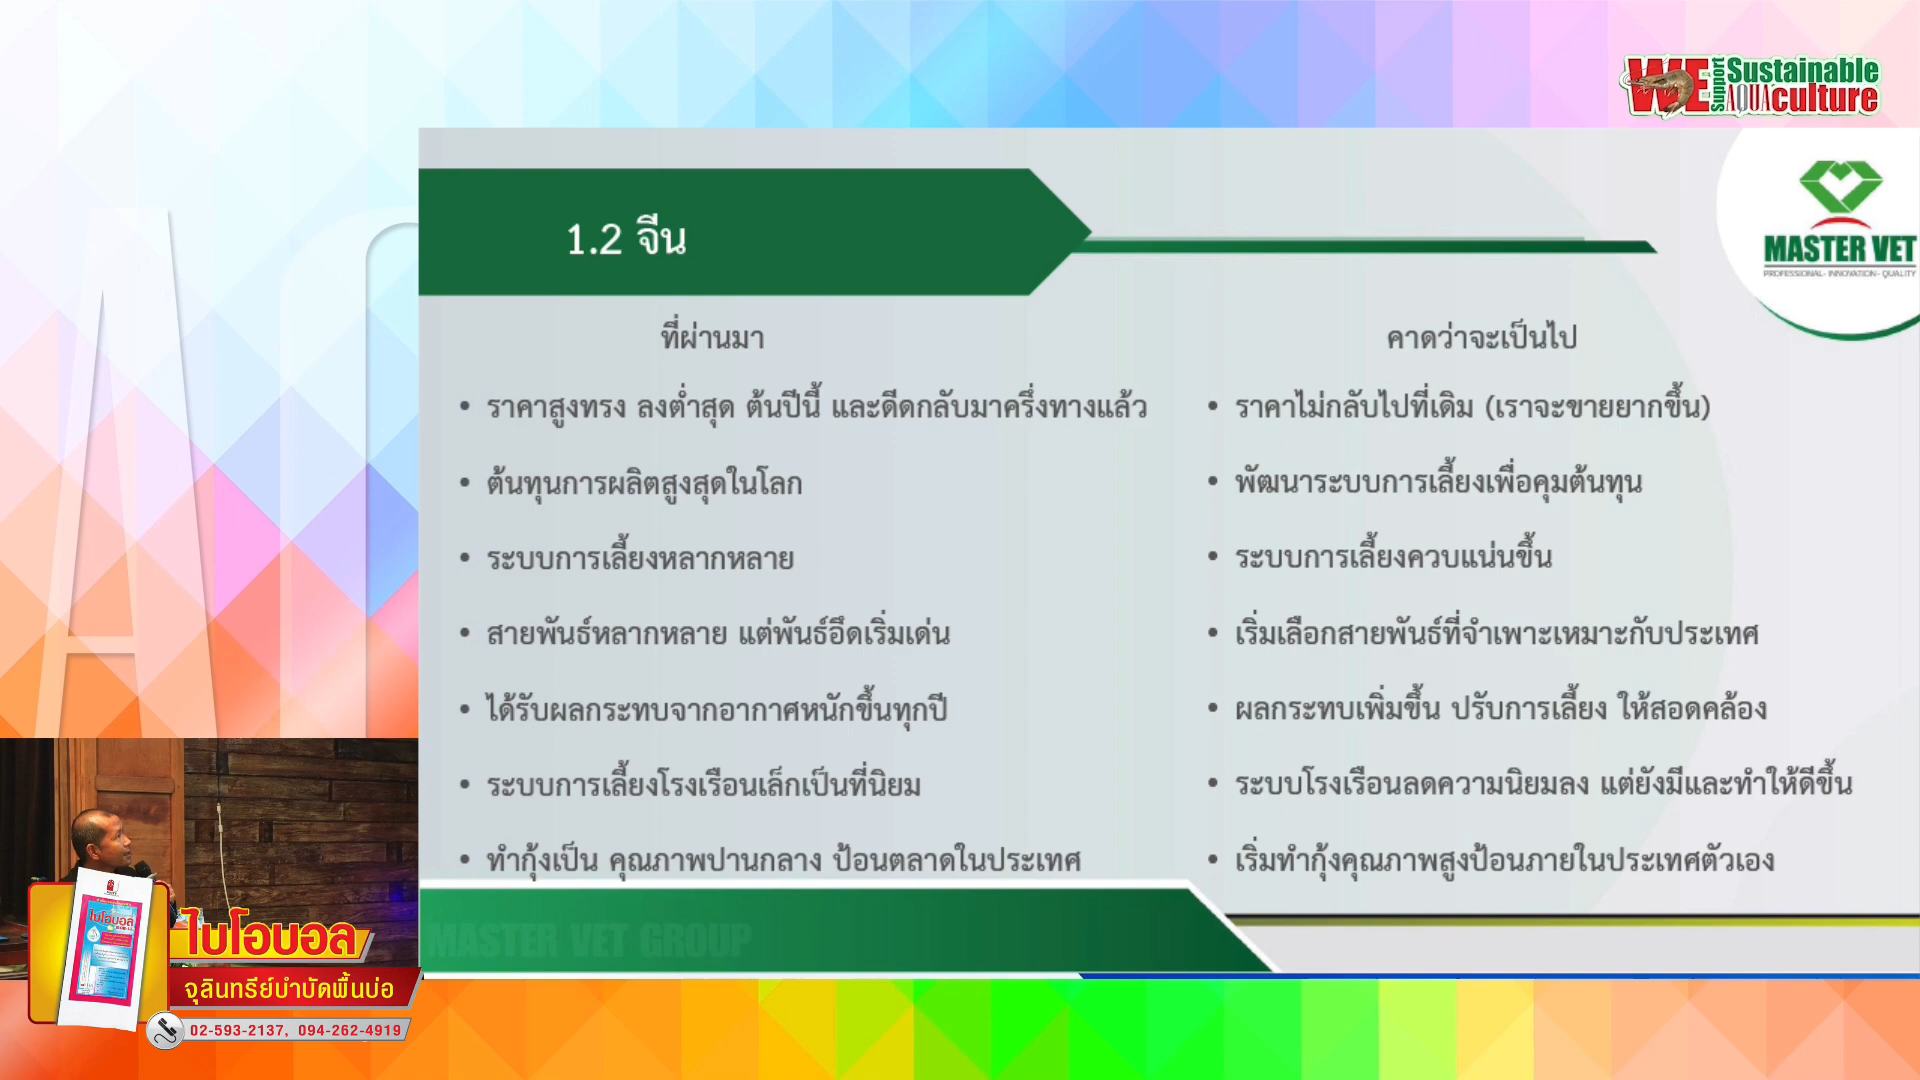 WE Support Sustainable
AQUAculture
MASTER VET
PROFESSIONAL- INNOVATION- QUALITY
1.2 จีน
ที่ผ่านมา
• ราคาสูงทรง ลงต่ำสุด ต้นปีนี้ และดีดกลับมาครึ่งทางแล้ว
• ต้นทุนการผลิตสูงสุดในโลก
• ระบบการเลี้ยงหลากหลาย
• สายพันธ์หลากหลาย แต่พันธ์อึดเริ่มเด่น
• ได้รับผลกระทบจากอากาศหนักขึ้นทุกปี
• ระบบการเลี้ยงโรงเรือนเล็กเป็นที่นิยม
• ทำกุ้งเป็น คุณภาพปานกลาง ป้อนตลาดในประเทศ
คาดว่าจะเป็นไป
• ราคาไม่กลับไปที่เดิม (เราจะขายยากขึ้น)
• พัฒนาระบบการเลี้ยงเพื่อคุมต้นทุน
• ระบบการเลี้ยงควบแน่นขึ้น
• เริ่มเลือกสายพันธ์ที่จำเพาะเหมาะกับประเทศ
• ผลกระทบเพิ่มขึ้น ปรับการเลี้ยง ให้สอดคล้อง
• ระบบโรงเรือนลดความนิยมลง แต่ยังมีและทำให้ดีขึ้น
• เริ่มทำกุ้งคุณภาพสูงป้อนภายในประเทศตัวเอง
MASTER VET GROUP
ไบโอบอล
ไบโอบอล
จุลินทรีย์บำบัดพื้นบ่อ
02-593-2137, 094-262-4919